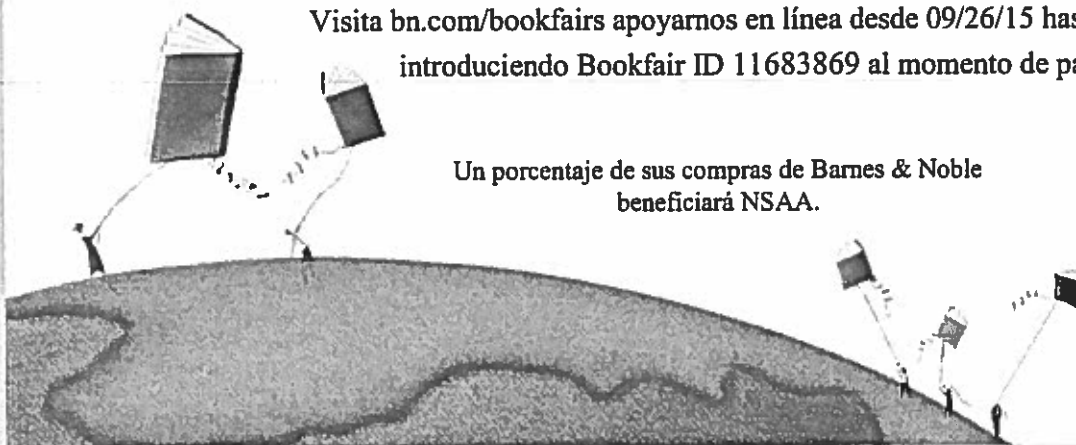 Visita bn.com/bookfairs apoyarnos en línea desde 09/26/15
introduciendo Bookfair ID 11683869 al momento de
Un porcentaje de sus compras de Barnes & Noble
beneficiará NSAA.